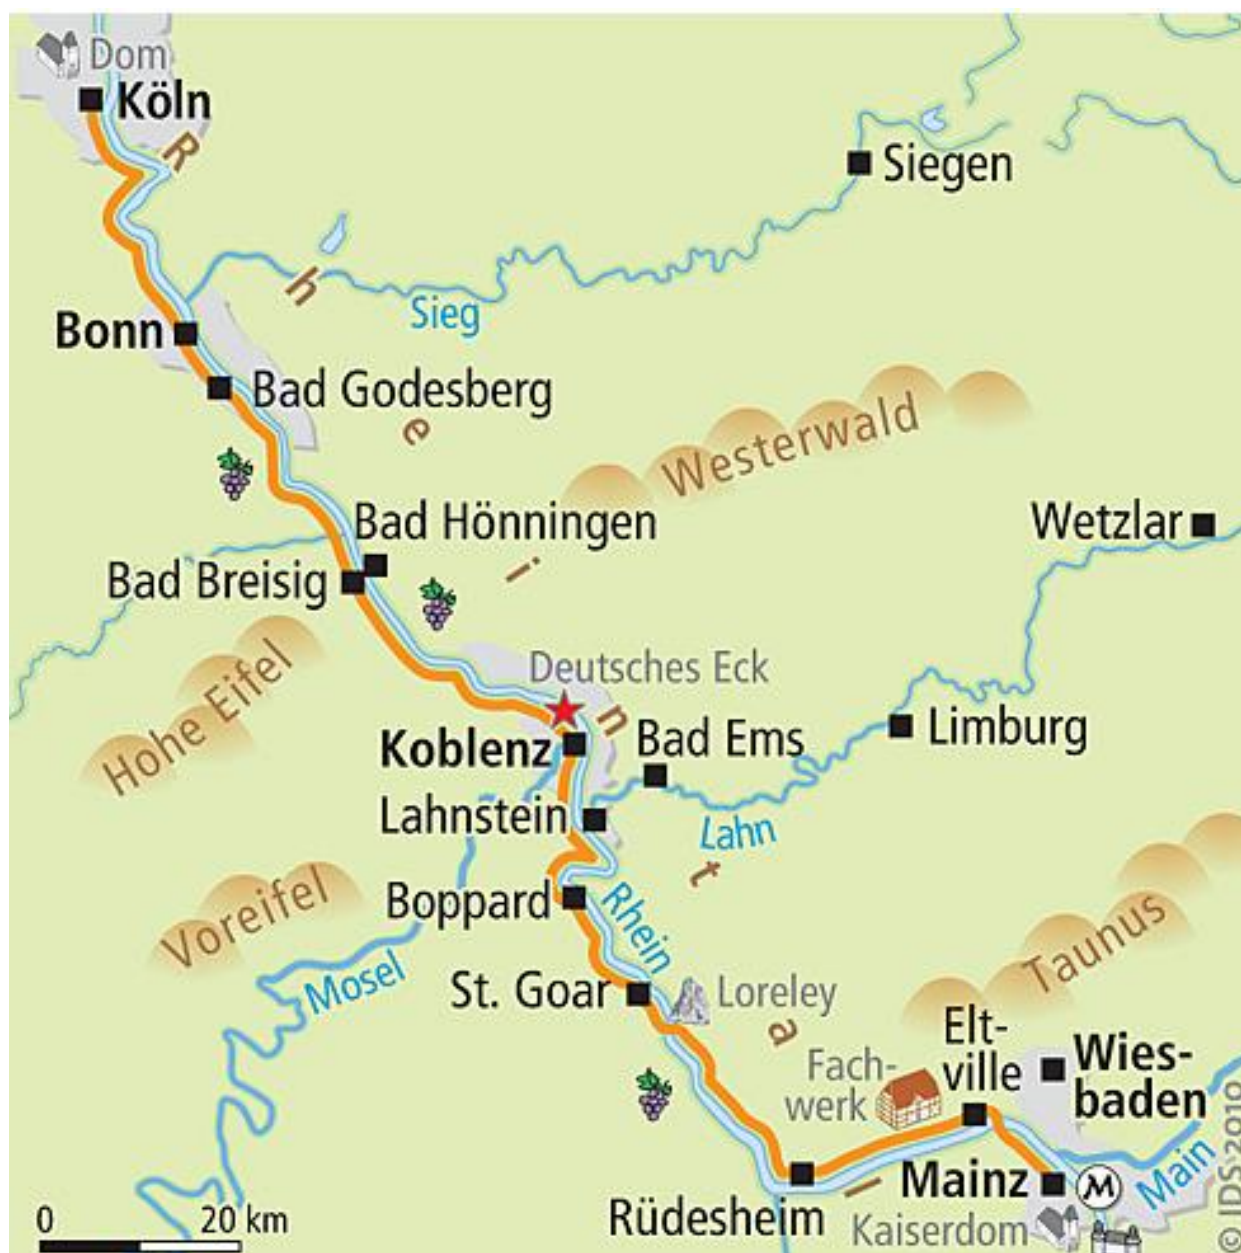 Dom
Köln
Siegen
Sieg
Bonn
Bad Godesberg
Westerwald
Bad Hönningen
Wetzlar
Bad Breisig
Hohe Eifel
Deutsches Eck
Koblenz
Bad Ems
Limburg
Lahnstein
Lahn
Voreifel
Boppard
Rhein
Taunus
Mosel
St. Goar
Loreley
Elt-
ville
Fach-
werk
Wies-
baden
Mainz
M
Main
Rüdesheim
Kaiserdom
Rheintal
0 20 km
© IDS 2010